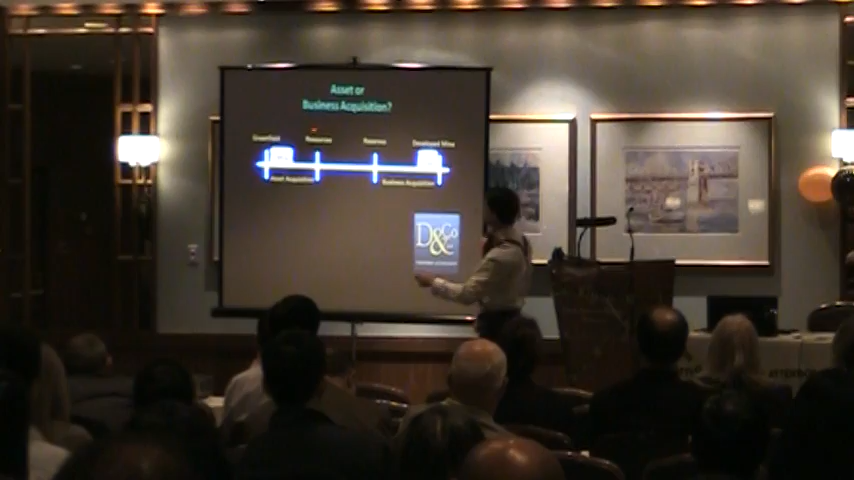 Asset or
Business Acquisition?
Greenfield Resources Reserves Developed Mine
Asset Acquisition Business Acquisition
D&Co